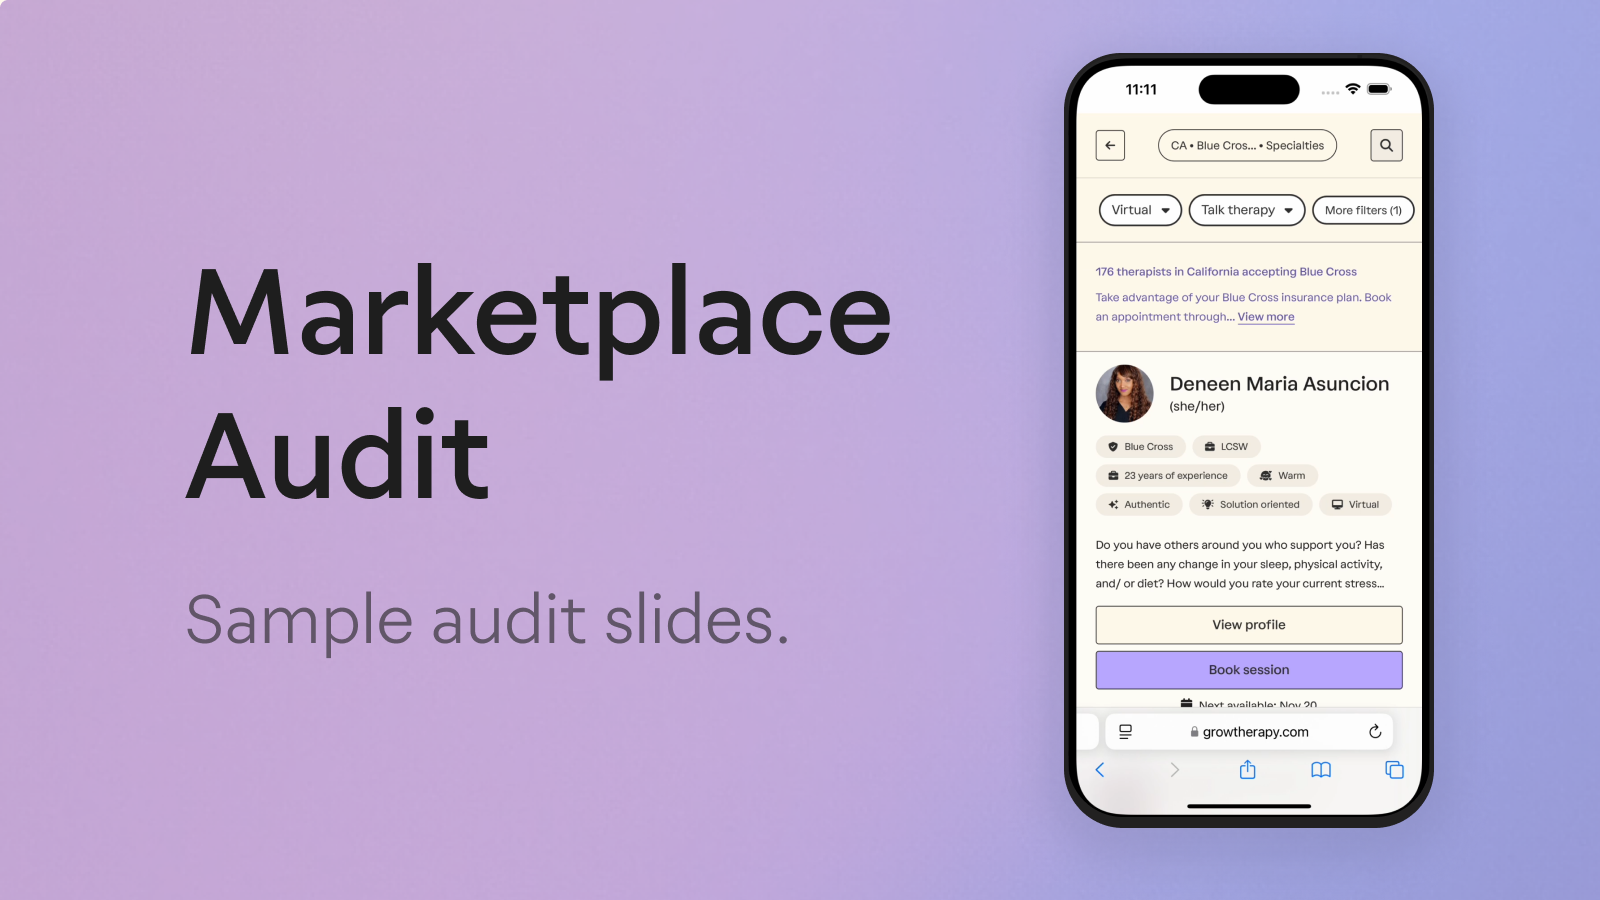 Marketplace
Audit
Sample audit slides.
11:11
CA • Blue Cros... • Specialties
Virtual
Talk therapy
More filters (1)
176 therapists in California accepting Blue Cross
Take advantage of your Blue Cross insurance plan. Book
an appointment through... View more
Deneen Maria Asuncion
(she/her)
Blue Cross
LCSW
23 years of experience
Warm
Authentic
Solution oriented
Virtual
Do you have others around you who support you? Has
there been any change in your sleep, physical activity,
and/ or diet? How would you rate your current stress...
View profile
Book session
Next available: Nov 20
growtherapy.com